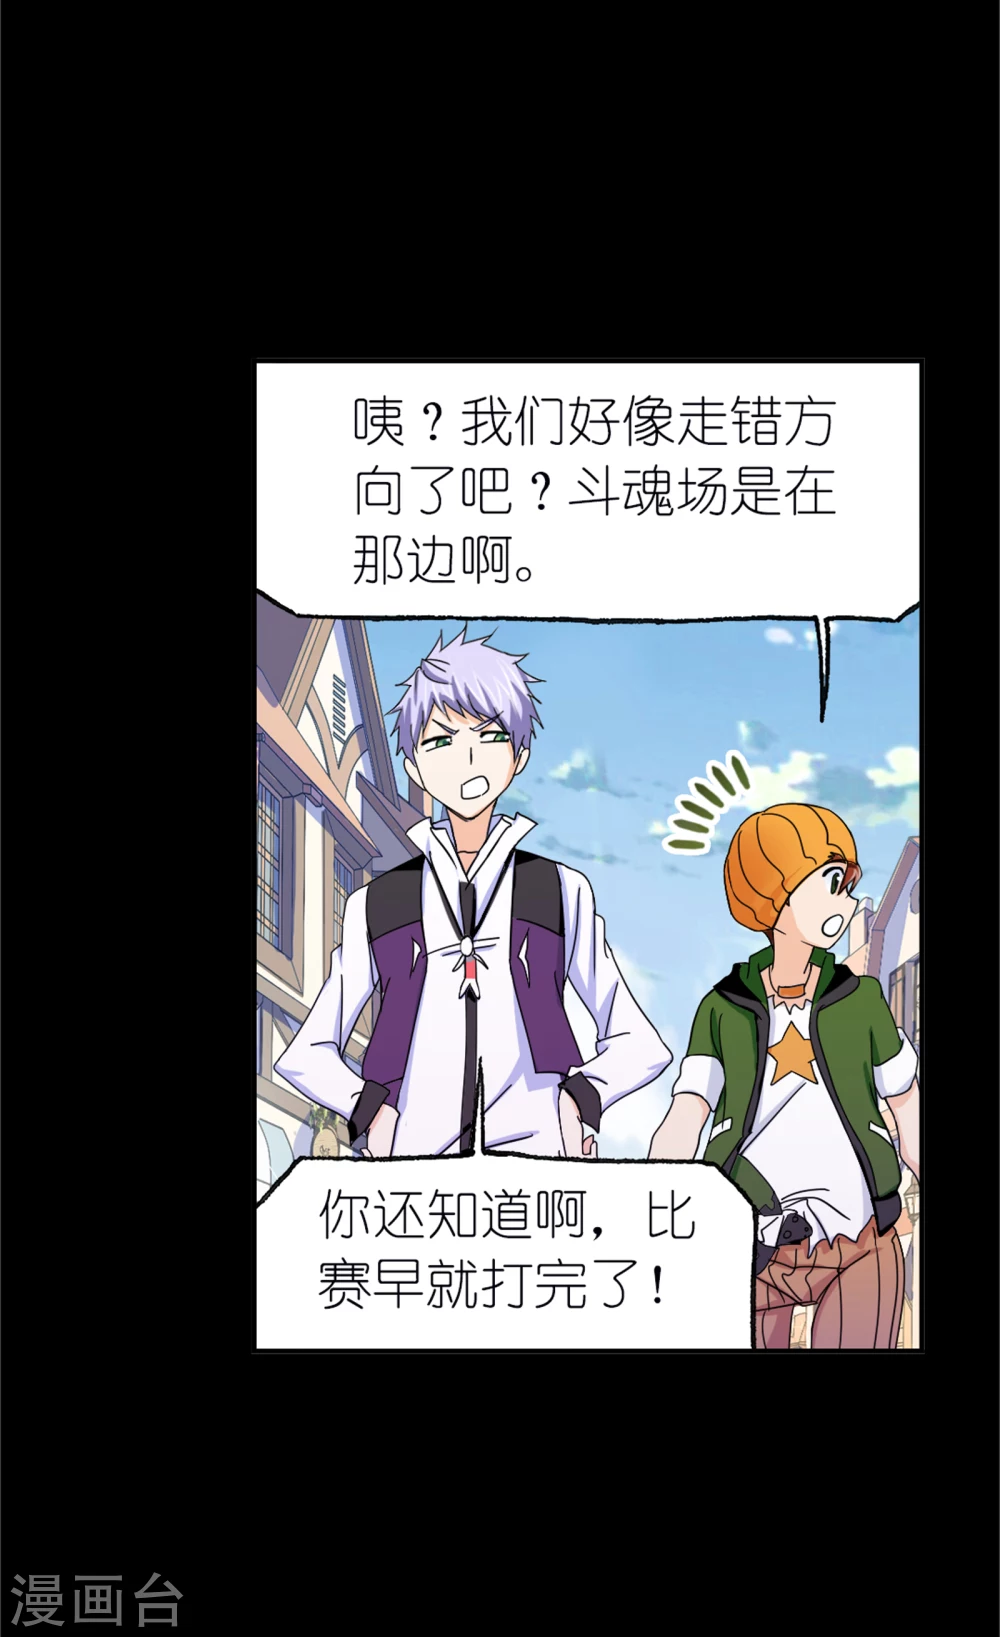 咦？我们好像走错方
向了吧？斗魂场是在
那边啊。
你还知道啊，比
赛早就打完了！
漫画台